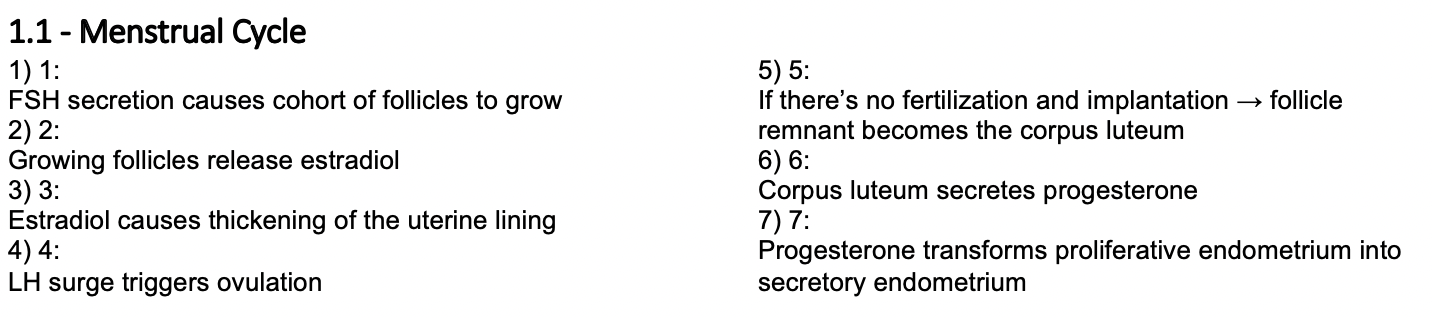 1.1 - Menstrual Cycle
1) 1:
FSH secretion causes cohort of follicles to grow
2) 2:
Growing follicles release estradiol
3) 3:
Estradiol causes thickening of the uterine lining
4) 4:
LH surge triggers ovulation
5) 5:
If there’s no fertilization and implantation → follicle
remnant becomes the corpus luteum
6) 6:
Corpus luteum secretes progesterone
7) 7:
Progesterone transforms proliferative endometrium into
secretory endometrium